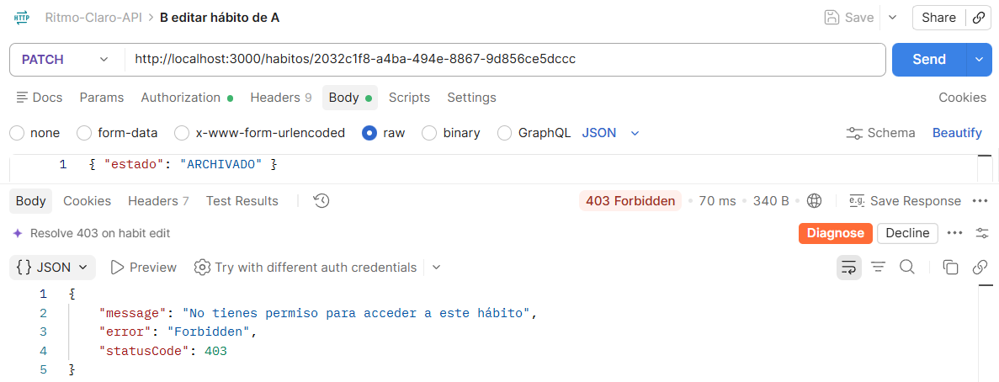 HTTP Ritmo-Claro-API > B editar hábito de A Save Share
PATCH http://localhost:3000/habitos/2032c1f8-a4ba-494e-8867-9d856ce5dccc Send
Docs Params Authorization Headers 9 Body Scripts Settings Cookies
none form-data x-www-form-urlencoded raw binary GraphQL JSON Schema Beautify
1 { "estado": "ARCHIVADO" }
Body Cookies Headers 7 Test Results 403 Forbidden • 70 ms • 340 B • e.g. Save Response
Resolve 403 on habit edit Diagnose Decline
{} JSON Preview Try with different auth credentials
1 {
2 "message": "No tienes permiso para acceder a este hábito",
3 "error": "Forbidden",
4 "statusCode": 403
5 }